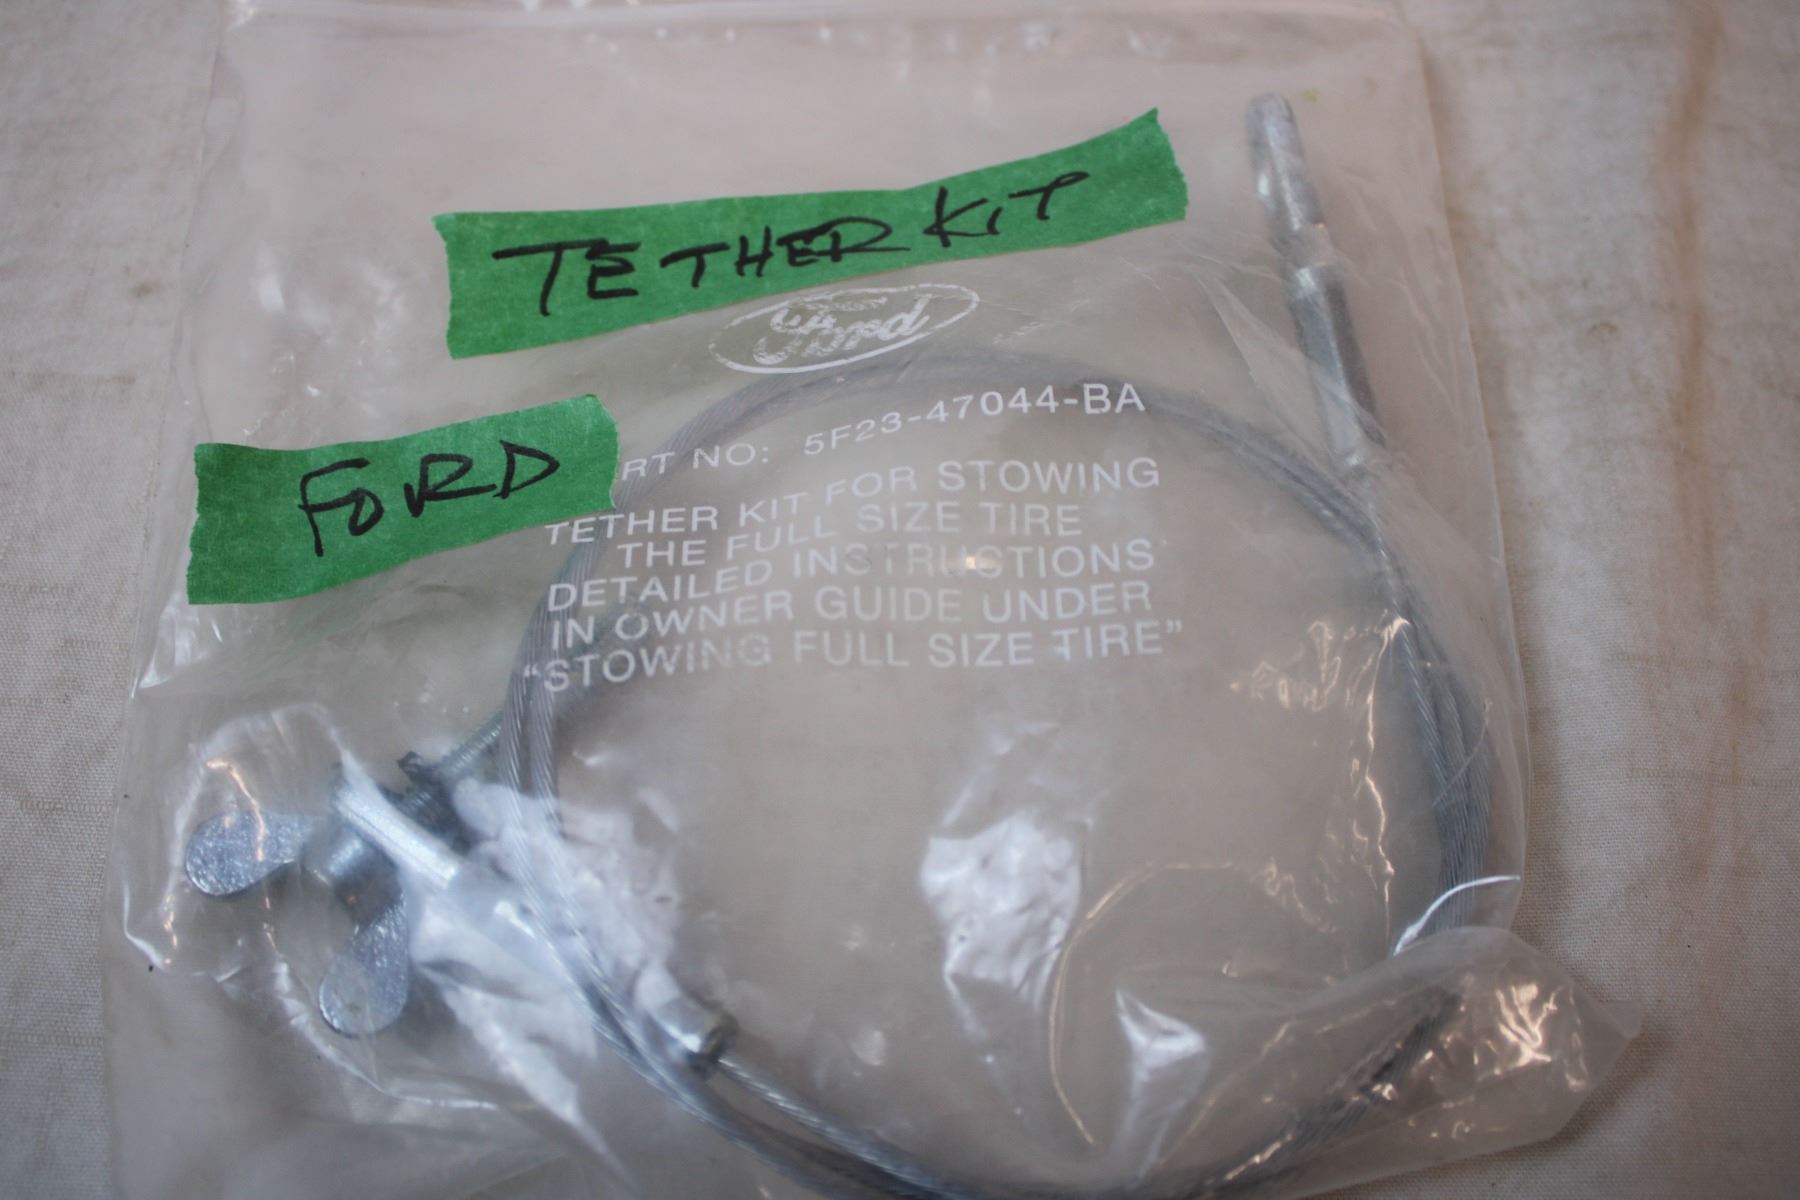 TETHER KIT
Ford
FORD
RT NO: 5F23-47044-BA
TETHER KIT FOR STOWING
THE FULL SIZE TIRE
DETAILED INSTRUCTIONS
IN OWNER GUIDE UNDER
“STOWING FULL SIZE TIRE”